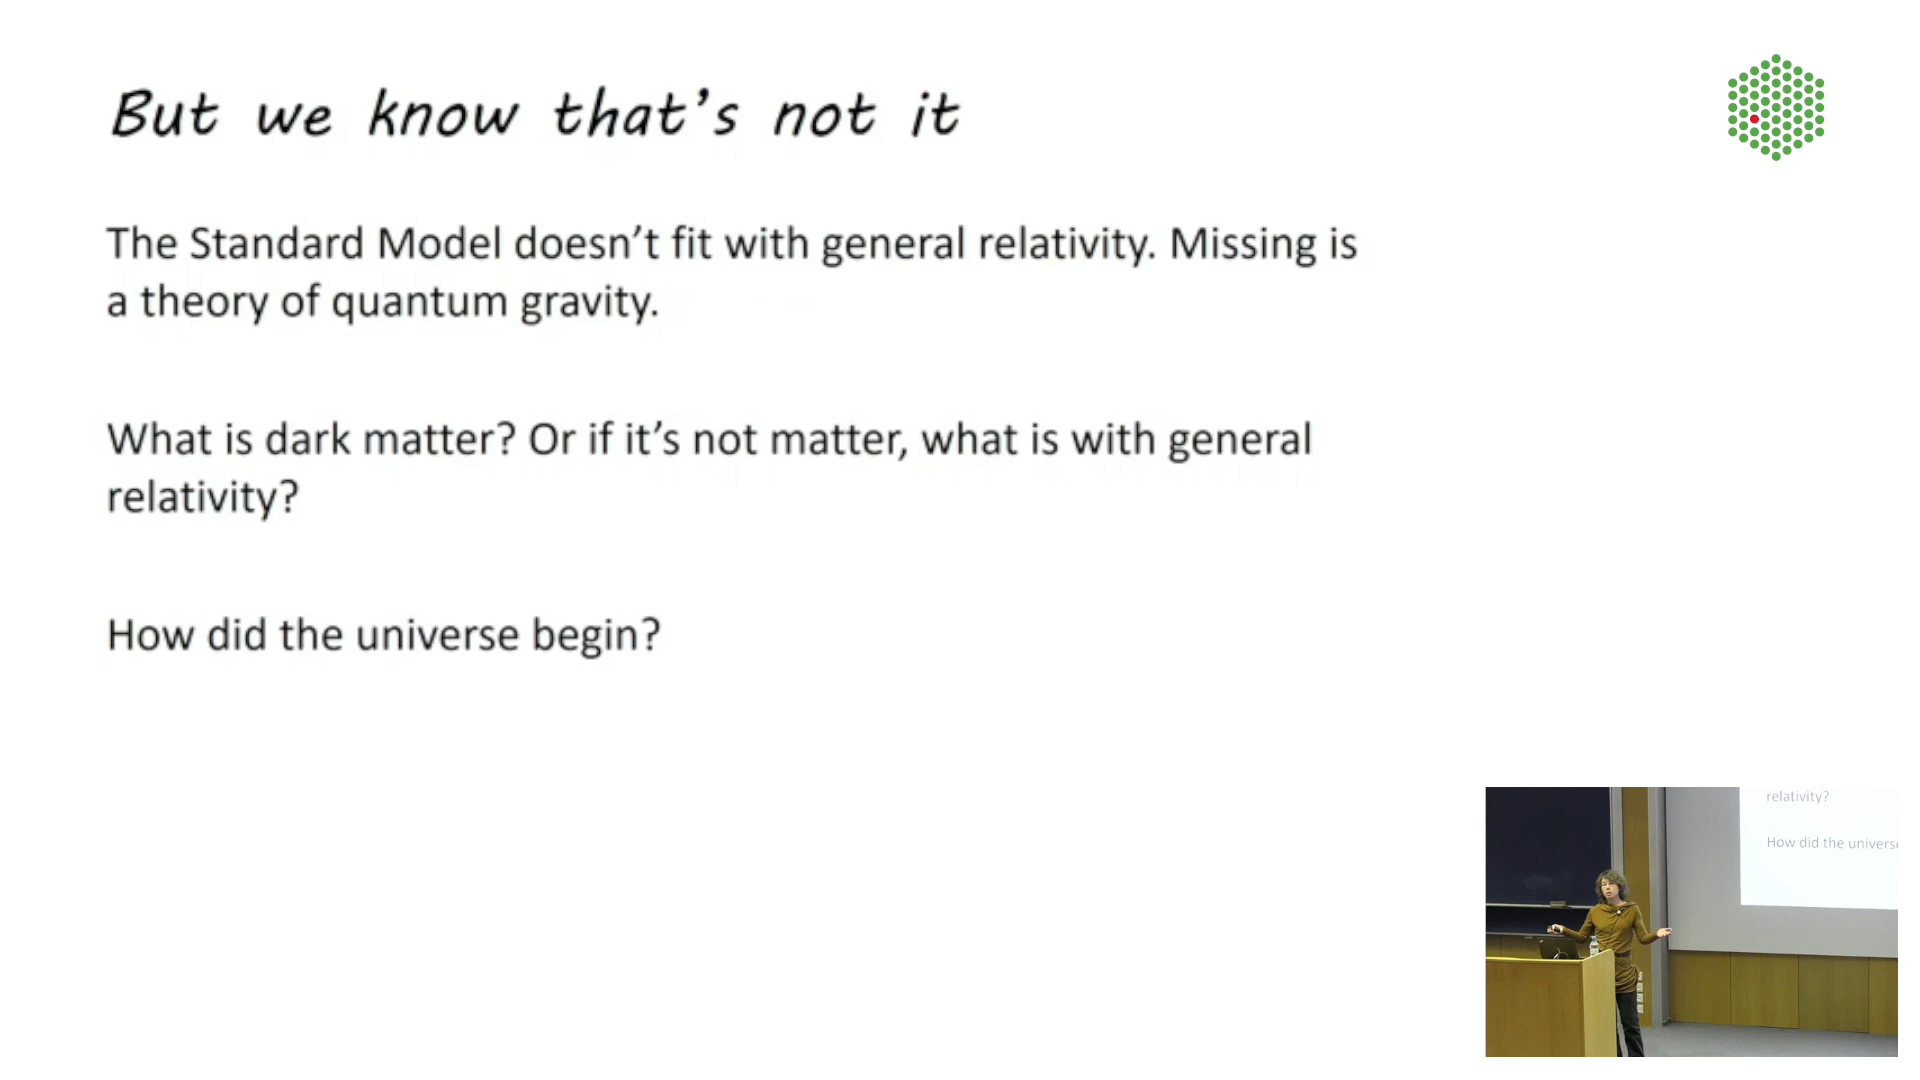 But we know that's not it
The Standard Model doesn't fit with general relativity. Missing is
a theory of quantum gravity.
What is dark matter? Or if it's not matter, what is with general
relativity?
How did the universe begin?
relativity?
How did the universe